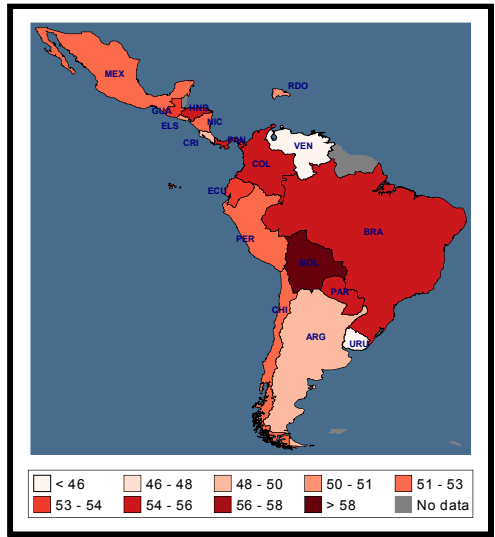 MEX
RDO
GUA
HND
ELS
NIC
CRI
PAN
VEN
COL
ECU
PER
BRA
BOL
PAR
CHI
ARG
URU
< 46 46 - 48 48 - 50 50 - 51 51 - 53
53 - 54 54 - 56 56 - 58 > 58 No data